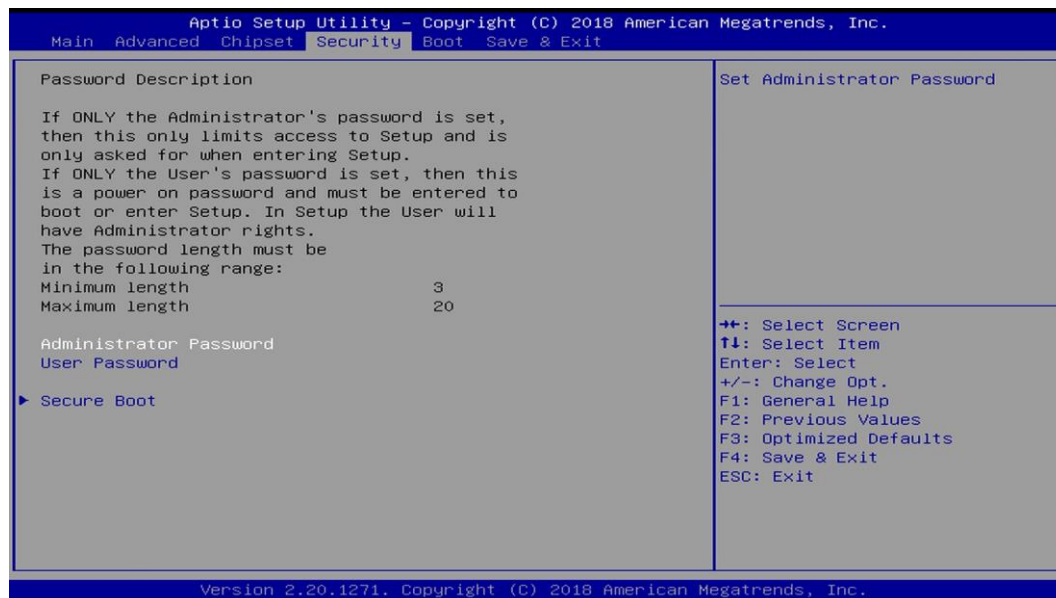 Aptio Setup Utility – Copyright (C) 2018 American Megatrends, Inc.
Main Advanced Chipset Security Boot Save & Exit
Password Description
If ONLY the Administrator's password is set,
then this only limits access to Setup and is
only asked for when entering Setup.
If ONLY the User's password is set, then this
is a power on password and must be entered to
boot or enter Setup. In Setup the User will
have Administrator rights.
The password length must be
in the following range:
Minimum length 3
Maximum length 20
Administrator Password
User Password
▶ Secure Boot
Set Administrator Password
→←: Select Screen
↑↓: Select Item
Enter: Select
+/-: Change Opt.
F1: General Help
F2: Previous Values
F3: Optimized Defaults
F4: Save & Exit
ESC: Exit
Version 2.20.1271. Copyright (C) 2018 American Megatrends, Inc.